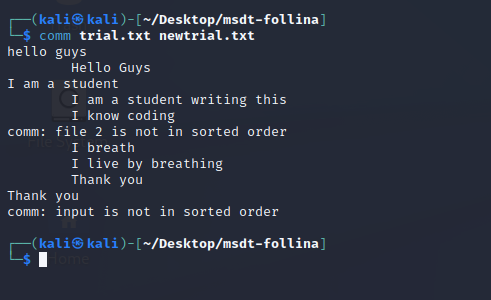 ┌──(kali㉿kali)-[~/Desktop/msdt-follina]
└─$ comm trial.txt newtrial.txt
hello guys
        Hello Guys
I am a student
        I am a student writing this
        I know coding
comm: file 2 is not in sorted order
        I breath
        I live by breathing
        Thank you
Thank you
comm: input is not in sorted order

┌──(kali㉿kali)-[~/Desktop/msdt-follina]
└─$
Home